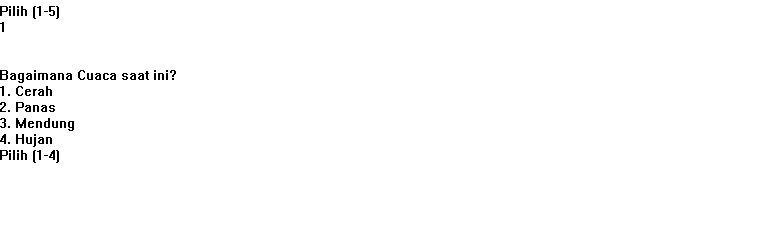 Pilih (1-5)
1
Bagaimana Cuaca saat ini?
1. Cerah
2. Panas
3. Mendung
4. Hujan
Pilih (1-4)